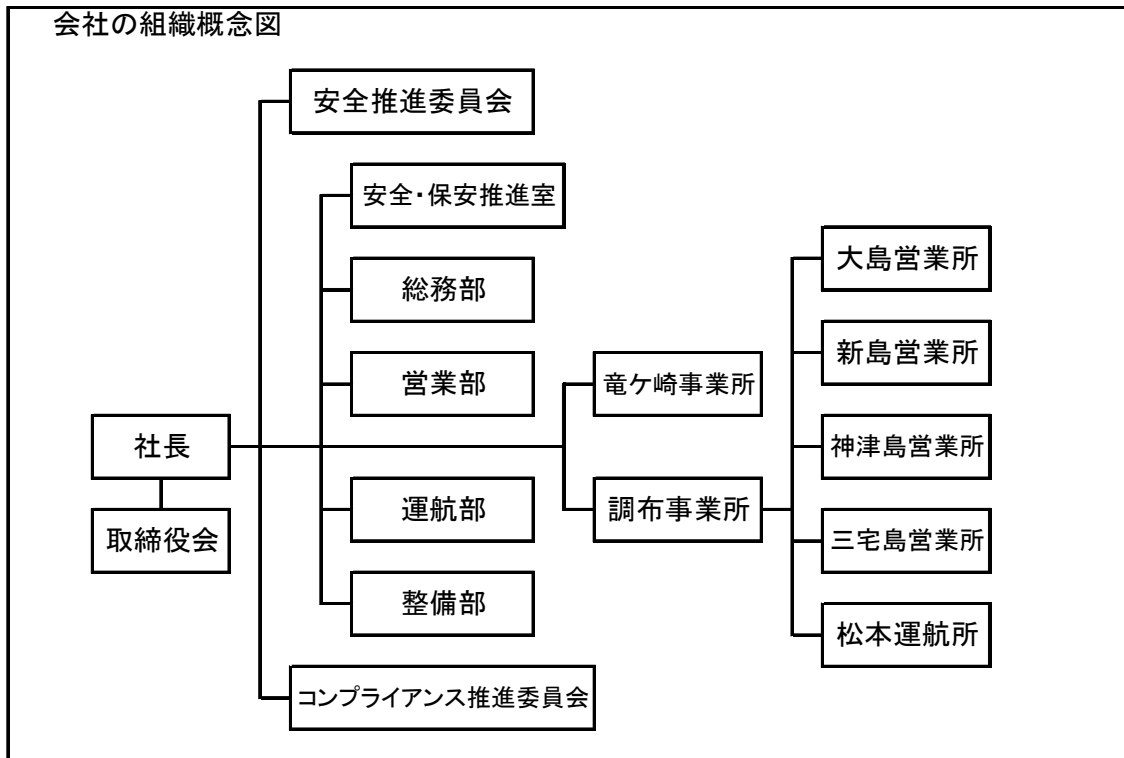 会社の組織概念図
安全推進委員会
安全・保安推進室
総務部
営業部
社長
取締役会
運航部
整備部
コンプライアンス推進委員会
竜ケ崎事業所
調布事業所
大島営業所
新島営業所
神津島営業所
三宅島営業所
松本運航所